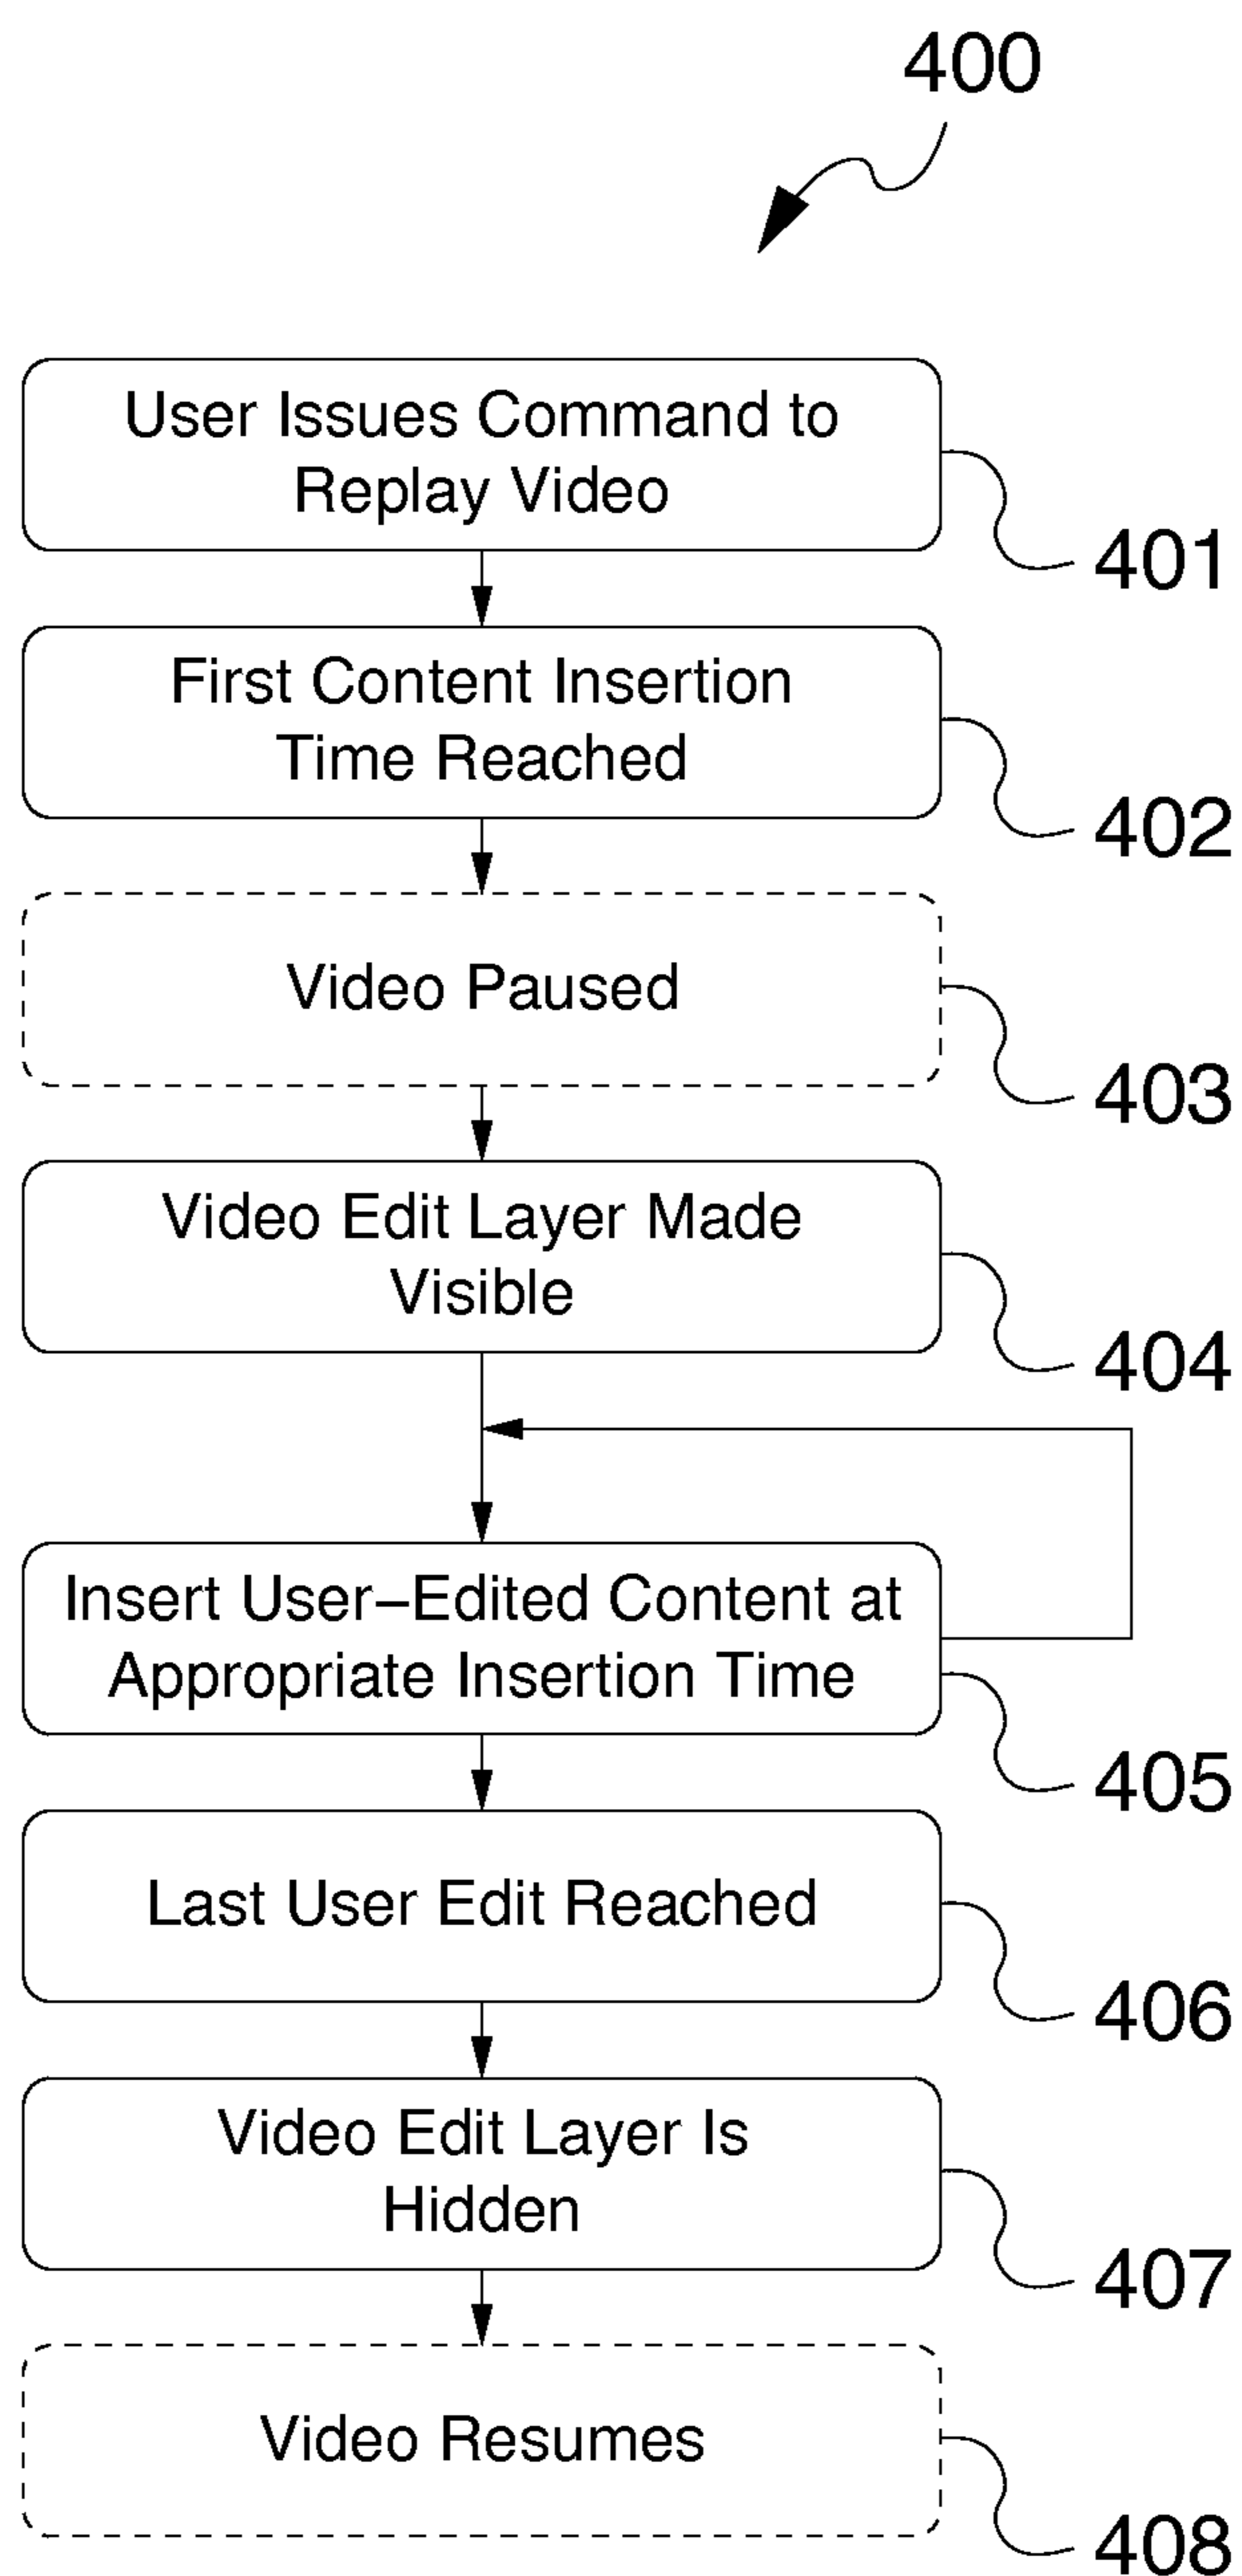 400
User Issues Command to
Replay Video
401
First Content Insertion
Time Reached
402
Video Paused
403
Video Edit Layer Made
Visible
404
Insert User−Edited Content at
Appropriate Insertion Time
405
Last User Edit Reached
406
Video Edit Layer Is
Hidden
407
Video Resumes
408